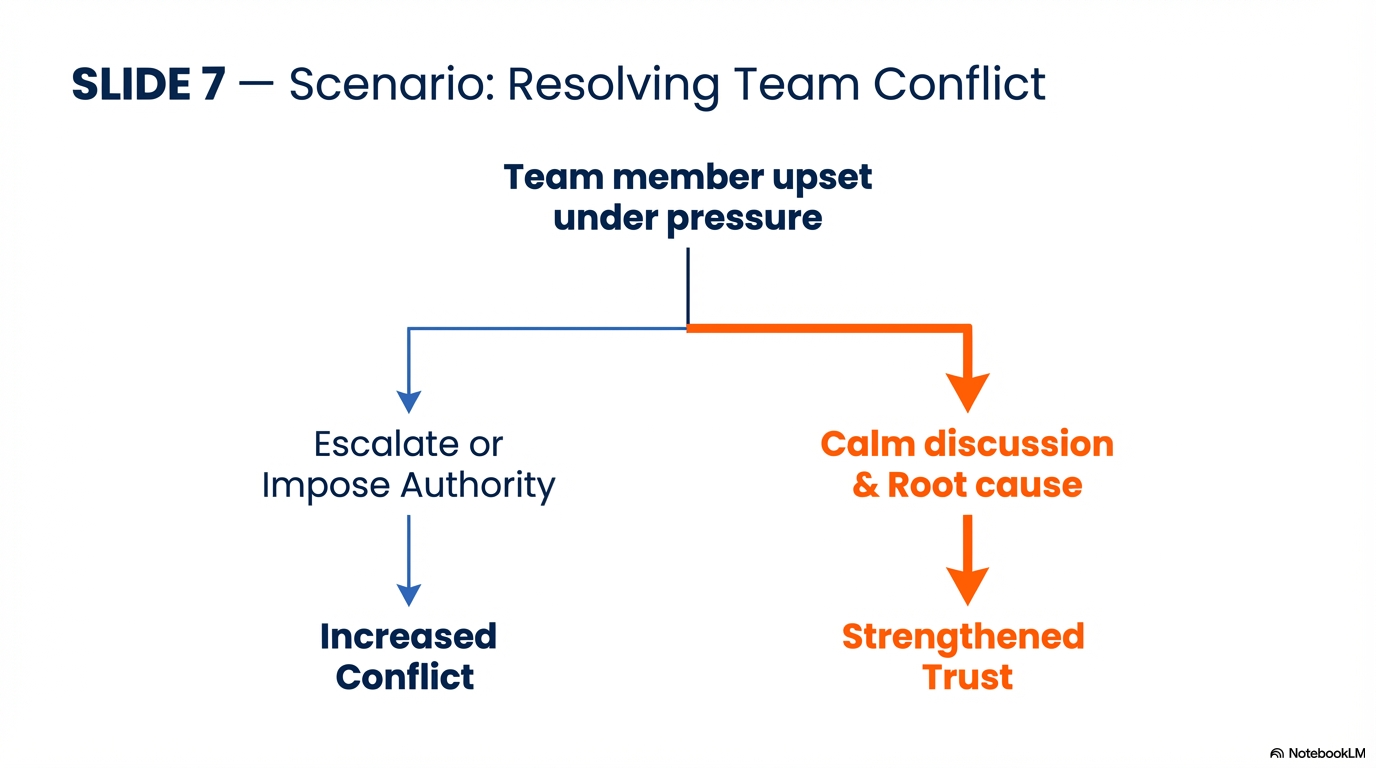 SLIDE 7 — Scenario: Resolving Team Conflict
Team member upset
under pressure
Escalate or
Impose Authority
Calm discussion
& Root cause
Increased
Conflict
Strengthened
Trust
NotebookLM